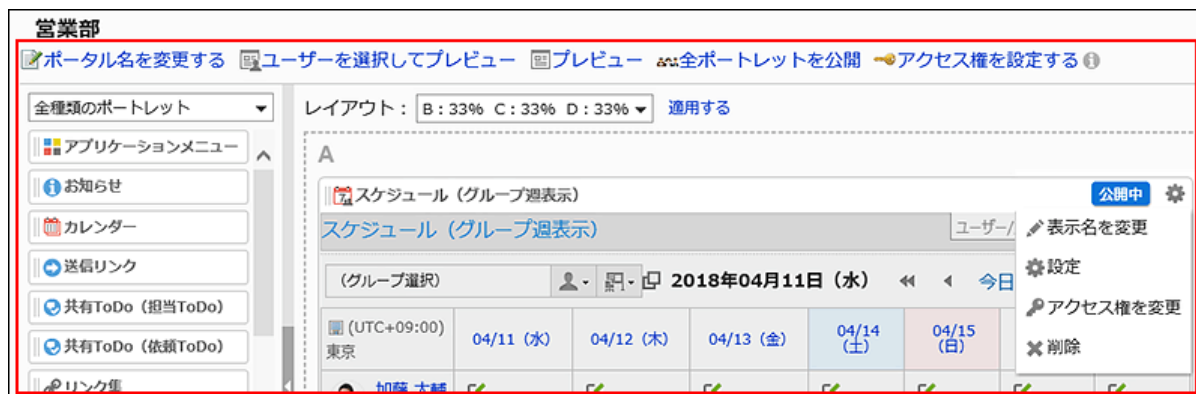 営業部
ポータル名を変更する ユーザーを選択してプレビュー プレビュー 全ポートレットを公開 アクセス権を設定する
全種類のポートレット
レイアウト： B：33% C：33% D：33% 適用する
アプリケーションメニュー
お知らせ
カレンダー
送信リンク
共有ToDo（担当ToDo）
共有ToDo（依頼ToDo）
リンク集
A
スケジュール（グループ週表示） 公開中
スケジュール（グループ週表示） ユーザー/
（グループ選択） 2018年04月11日（水） 今日
(UTC+09:00) 東京 04/11（水） 04/12（木） 04/13（金） 04/14（土） 04/15（日）
加藤 大輔
表示名を変更
設定
アクセス権を変更
削除